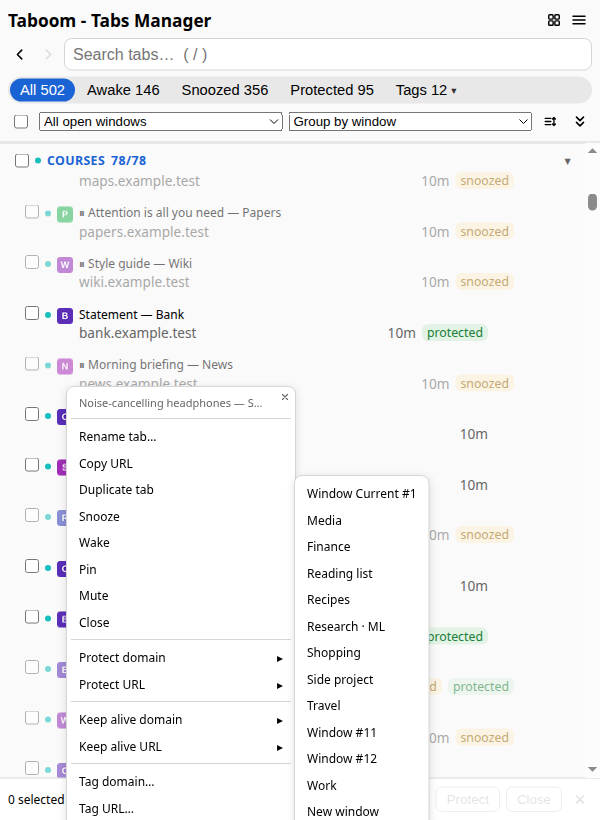 Taboom - Tabs Manager
Search tabs… ( / )
All 502 Awake 146 Snoozed 356 Protected 95 Tags 12 ▾
All open windows Group by window
COURSES 78/78 ▼
maps.example.test 10m snoozed
P Attention is all you need — Papers
papers.example.test 10m snoozed
W Style guide — Wiki
wiki.example.test 10m snoozed
B Statement — Bank
bank.example.test 10m protected
N Morning briefing — News
news.example.test 10m snoozed
Noise-cancelling headphones — S... ×
10m
Rename tab...
Copy URL
10m
Duplicate tab
Snooze
0m snoozed
Wake
Pin
10m
Mute
Close
protected
Protect domain ▸
Protect URL ▸
d protected
Keep alive domain ▸
0m snoozed
Keep alive URL ▸
Tag domain...
Tag URL...
Window Current #1
Media
Finance
Reading list
Recipes
Research · ML
Shopping
Side project
Travel
Window #11
Window #12
Work
New window
0 selected Protect Close ×